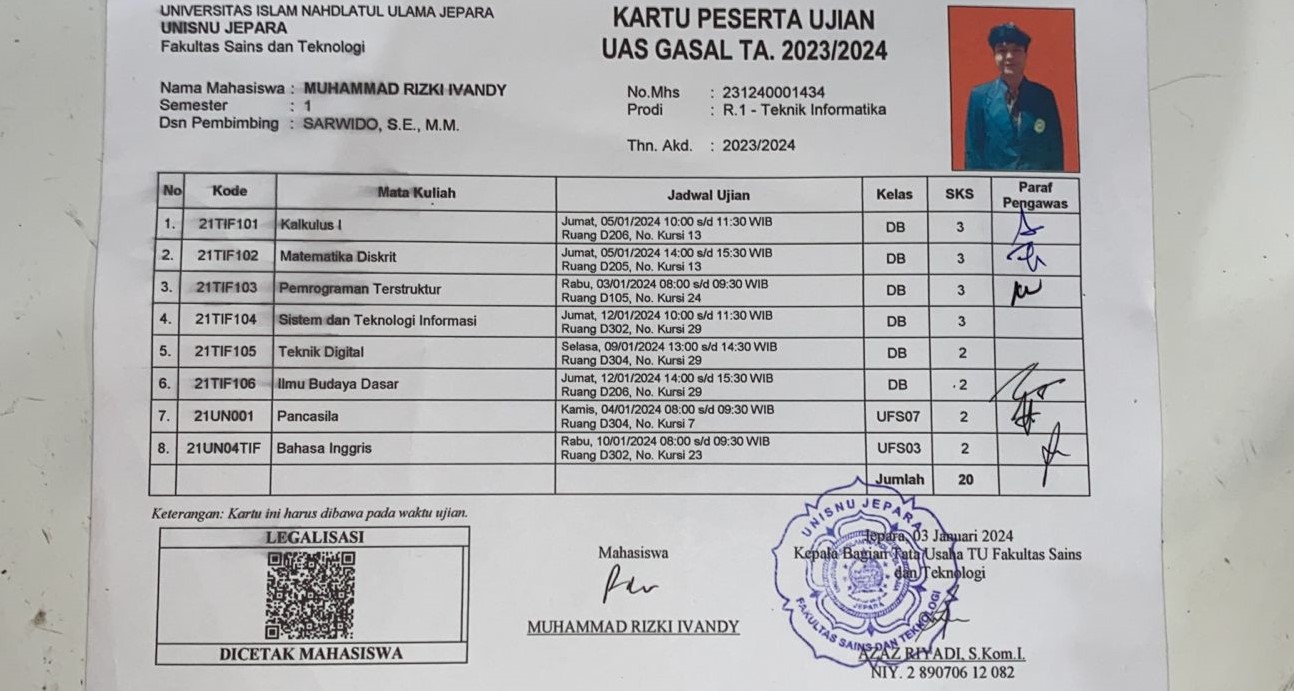 UNIVERSITAS ISLAM NAHDLATUL ULAMA JEPARA
UNISNU JEPARA
Fakultas Sains dan Teknologi
KARTU PESERTA UJIAN
UAS GASAL TA. 2023/2024
Nama Mahasiswa : MUHAMMAD RIZKI IVANDY
Semester : 1
Dsn Pembimbing : SARWIDO, S.E., M.M.
No.Mhs : 231240001434
Prodi : R.1 - Teknik Informatika
Thn. Akd. : 2023/2024
No Kode Mata Kuliah Jadwal Ujian Kelas SKS Paraf Pengawas
1. 21TIF101 Kalkulus I Jumat, 05/01/2024 10:00 s/d 11:30 WIB DB 3
Ruang D206, No. Kursi 13
2. 21TIF102 Matematika Diskrit Jumat, 05/01/2024 14:00 s/d 15:30 WIB DB 3
Ruang D205, No. Kursi 13
3. 21TIF103 Pemrograman Terstruktur Rabu, 03/01/2024 08:00 s/d 09:30 WIB DB 3
Ruang D105, No. Kursi 24
4. 21TIF104 Sistem dan Teknologi Informasi Jumat, 12/01/2024 10:00 s/d 11:30 WIB DB 3
Ruang D302, No. Kursi 29
5. 21TIF105 Teknik Digital Selasa, 09/01/2024 13:00 s/d 14:30 WIB DB 2
Ruang D304, No. Kursi 29
6. 21TIF106 Ilmu Budaya Dasar Jumat, 12/01/2024 14:00 s/d 15:30 WIB DB 2
Ruang D206, No. Kursi 29
7. 21UN001 Pancasila Kamis, 04/01/2024 08:00 s/d 09:30 WIB UFS07 2
Ruang D304, No. Kursi 7
8. 21UN04TIF Bahasa Inggris Rabu, 10/01/2024 08:00 s/d 09:30 WIB UFS03 2
Ruang D302, No. Kursi 23
Jumlah 20
Keterangan: Kartu ini harus dibawa pada waktu ujian.
LEGALISASI
DICETAK MAHASISWA
Mahasiswa
MUHAMMAD RIZKI IVANDY
Jepara, 03 Januari 2024
Kepala Bagian Tata Usaha TU Fakultas Sains
dan Teknologi
UNISNU JEPARA
JEPARA
FAKULTAS SAINS DAN TEKNOLOGI
AZAZ RIYADI, S.Kom.I.
NIY. 2 890706 12 082